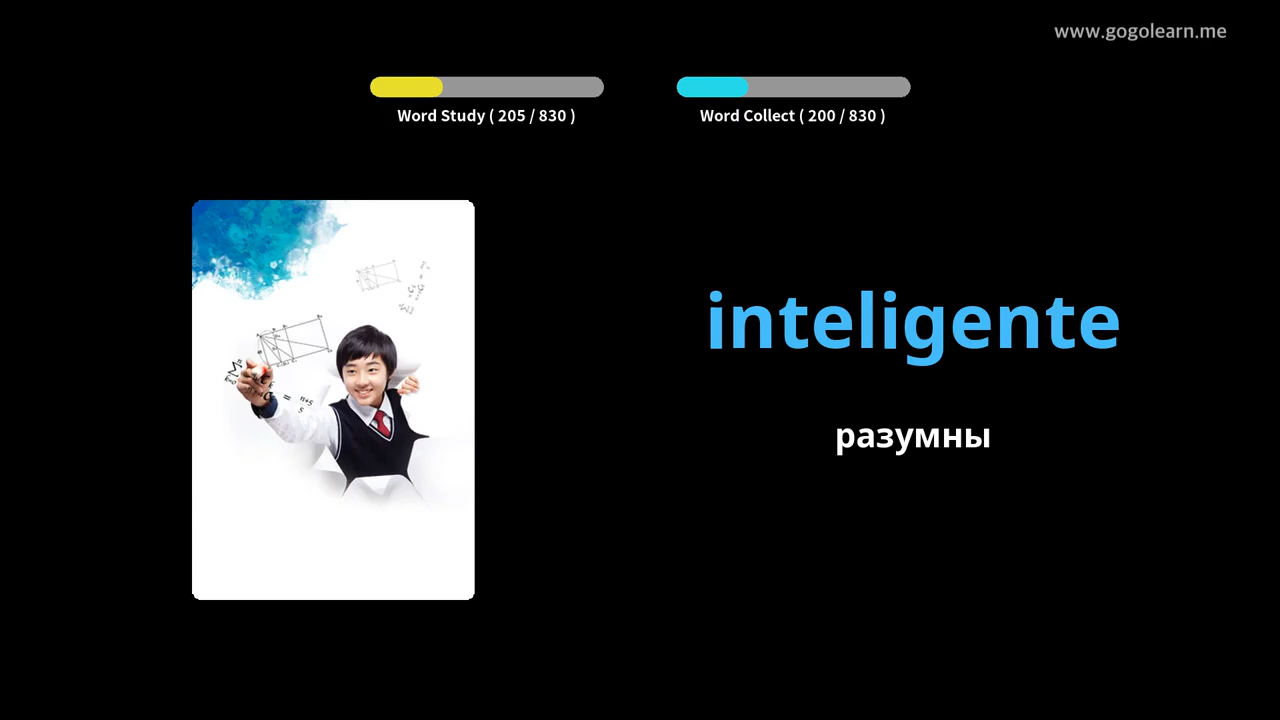 www.gogolearn.me
Word Study ( 205 / 830 )
Word Collect ( 200 / 830 )
inteligente
разумны